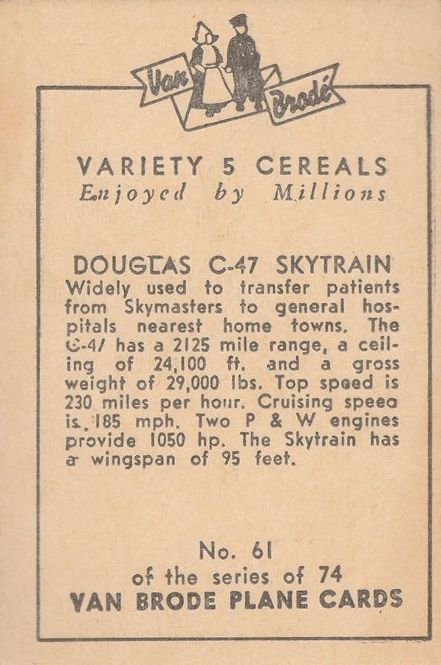 Van
Brodé
VARIETY 5 CEREALS
Enjoyed by Millions
DOUGLAS C-47 SKYTRAIN
Widely used to transfer patients
from Skymasters to general hos-
pitals nearest home towns. The
C-47 has a 2125 mile range, a ceil-
ing of 24,100 ft. and a gross
weight of 29,000 lbs. Top speed is
230 miles per hour. Cruising speed
is 185 mph. Two P & W engines
provide 1050 hp. The Skytrain has
a wingspan of 95 feet.
No. 61
of the series of 74
VAN BRODE PLANE CARDS